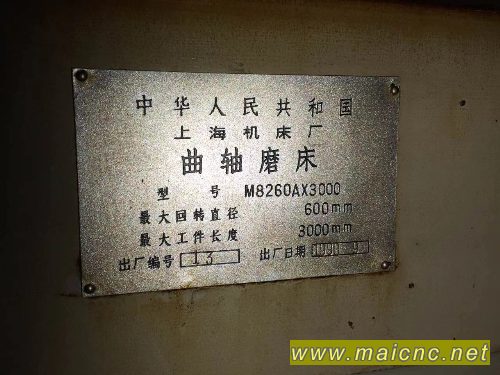 中华人民共和国
上海机床厂
曲轴磨床
型号 M8260AX3000
最大回转直径 600mm
最大工件长度 3000mm
出厂编号 13 出厂日期
www.maicnc.net